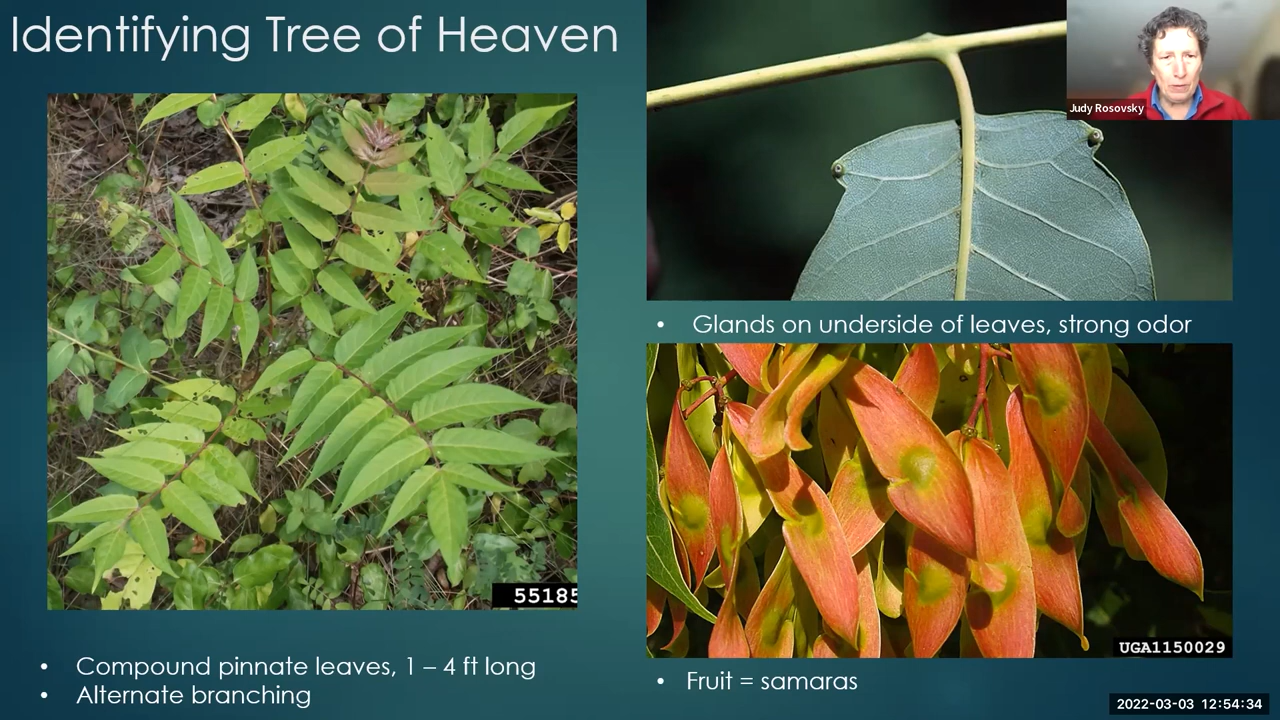 Identifying Tree of Heaven
Judy Rosovsky
• Glands on underside of leaves, strong odor
55185
UGA1150029
• Compound pinnate leaves, 1 – 4 ft long
• Alternate branching
• Fruit = samaras
2022-03-03 12:54:34